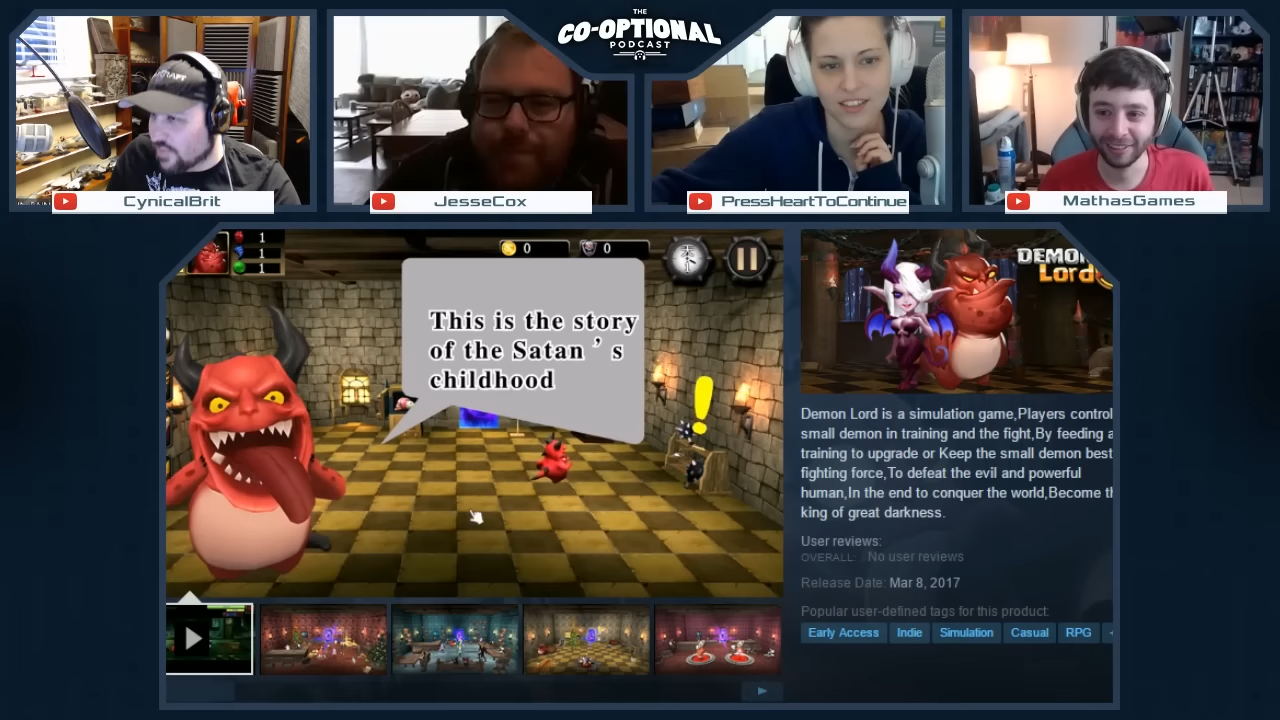 THE
CO-OPTIONAL
PODCAST
CynicalBrit
JesseCox
PressHeartToContinue
MathasGames
1
1
1
0
0
This is the story
of the Satan ' s
childhood
DEMON
Lord
Demon Lord is a simulation game,Players control
small demon in training and the fight,By feeding a
training to upgrade or Keep the small demon best
fighting force,To defeat the evil and powerful
human,In the end to conquer the world,Become th
king of great darkness.
User reviews:
OVERALL: No user reviews
Release Date: Mar 8, 2017
Popular user-defined tags for this product:
Early Access Indie Simulation Casual RPG +